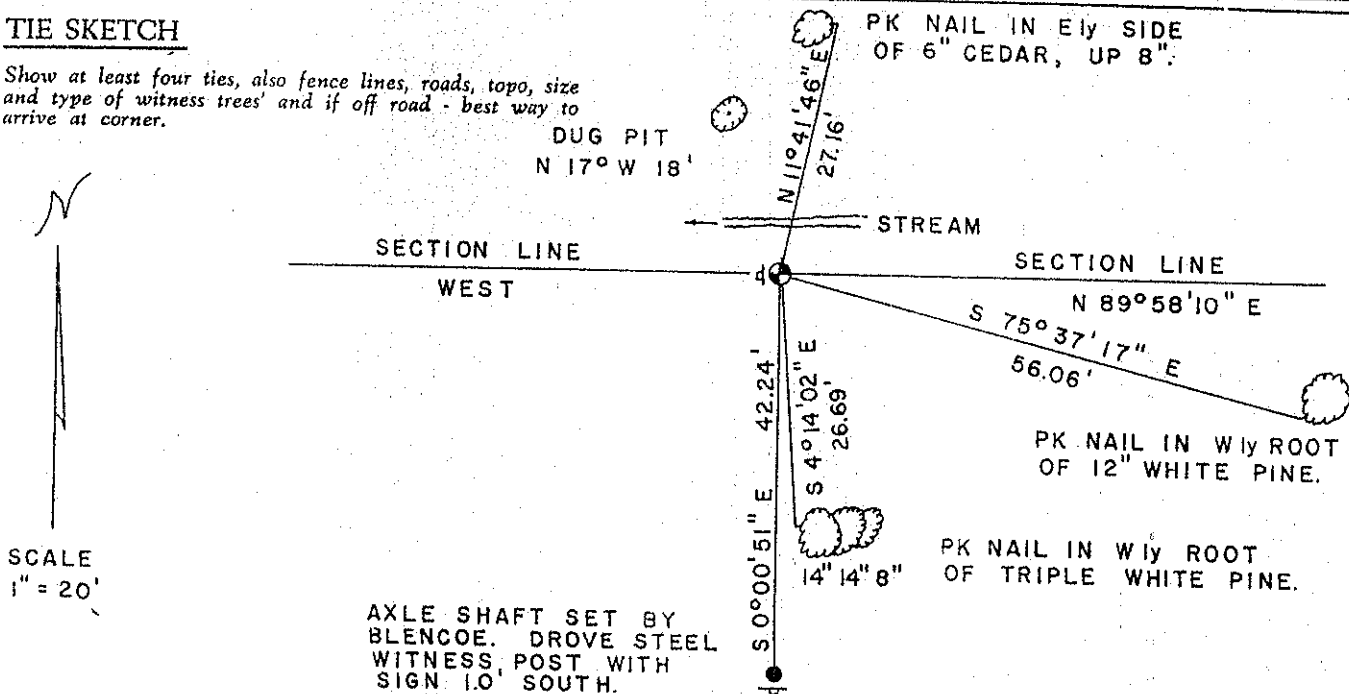 TIE SKETCH
Show at least four ties, also fence lines, roads, topo, size
and type of witness trees' and if off road - best way to
arrive at corner.
PK NAIL IN Ely SIDE
OF 6" CEDAR, UP 8".
DUG PIT
N 17° W 18'
N 11°41'46" E
27.16'
N
STREAM
SECTION LINE
WEST
SECTION LINE
N 89°58'10" E
S 75°37'17" E
56.06'
42.24'
S 0°00'51" E
S 4°14'02" E
26.69'
PK NAIL IN Wly ROOT
OF 12" WHITE PINE.
14" 14" 8"
PK NAIL IN Wly ROOT
OF TRIPLE WHITE PINE.
SCALE
1" = 20'
AXLE SHAFT SET BY
BLENCOE. DROVE STEEL
WITNESS POST WITH
SIGN 1.0' SOUTH.